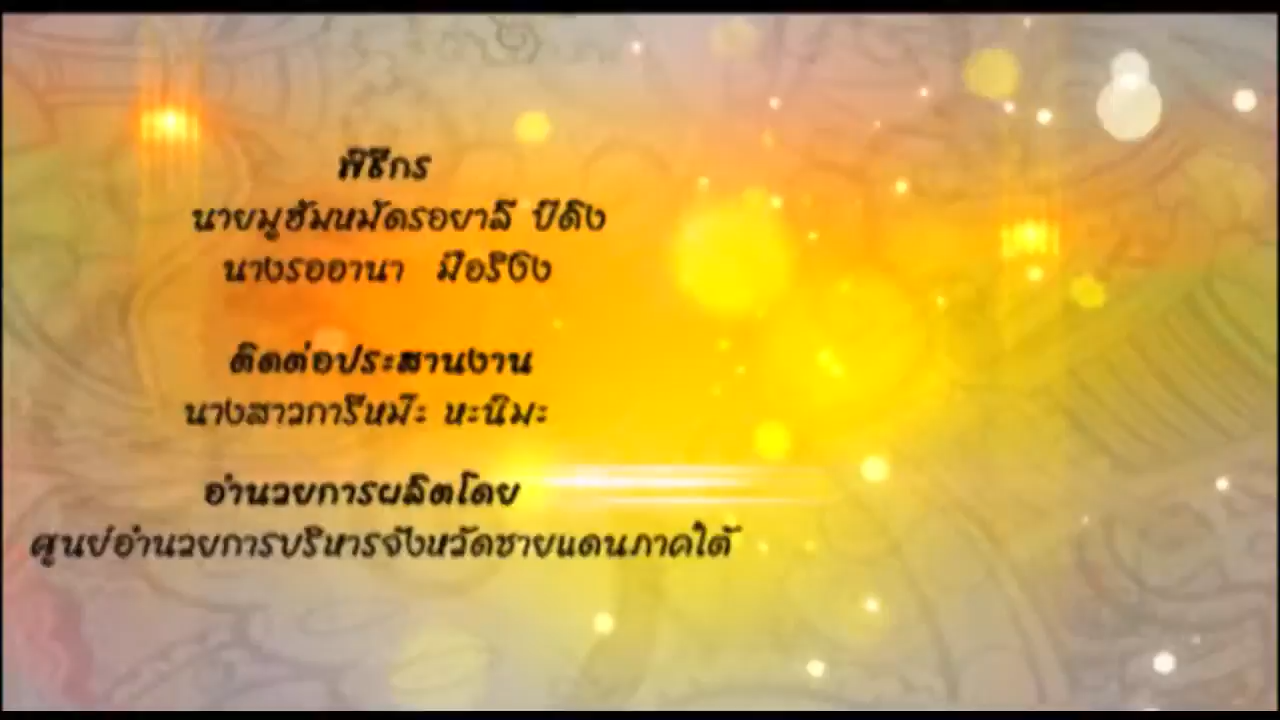 พิธีกร
นายมูฮัมหมัดรอยาลี ปิดิง
นางรออานา มือริงิง
ติดต่อประสานงาน
นางสาวการีหม๊ะ หะนิมะ
อำนวยการผลิตโดย
ศูนย์อำนวยการบริหารจังหวัดชายแดนภาคใต้